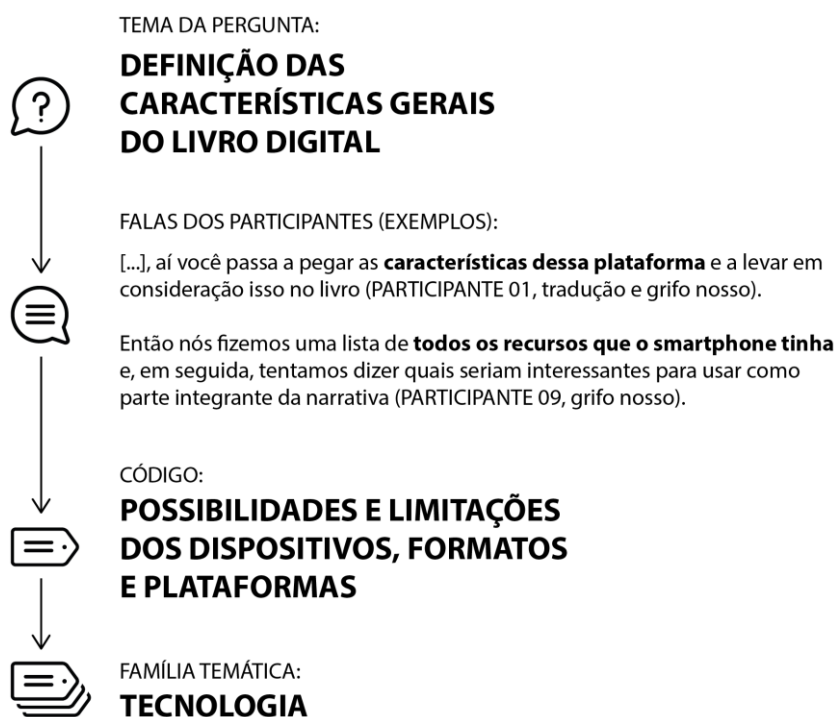 TEMA DA PERGUNTA:
DEFINIÇÃO DAS
CARACTERÍSTICAS GERAIS
DO LIVRO DIGITAL
FALAS DOS PARTICIPANTES (EXEMPLOS):
[...], aí você passa a pegar as características dessa plataforma e a levar em
consideração isso no livro (PARTICIPANTE 01, tradução e grifo nosso).
Então nós fizemos uma lista de todos os recursos que o smartphone tinha
e, em seguida, tentamos dizer quais seriam interessantes para usar como
parte integrante da narrativa (PARTICIPANTE 09, grifo nosso).
CÓDIGO:
POSSIBILIDADES E LIMITAÇÕES
DOS DISPOSITIVOS, FORMATOS
E PLATAFORMAS
FAMÍLIA TEMÁTICA:
TECNOLOGIA